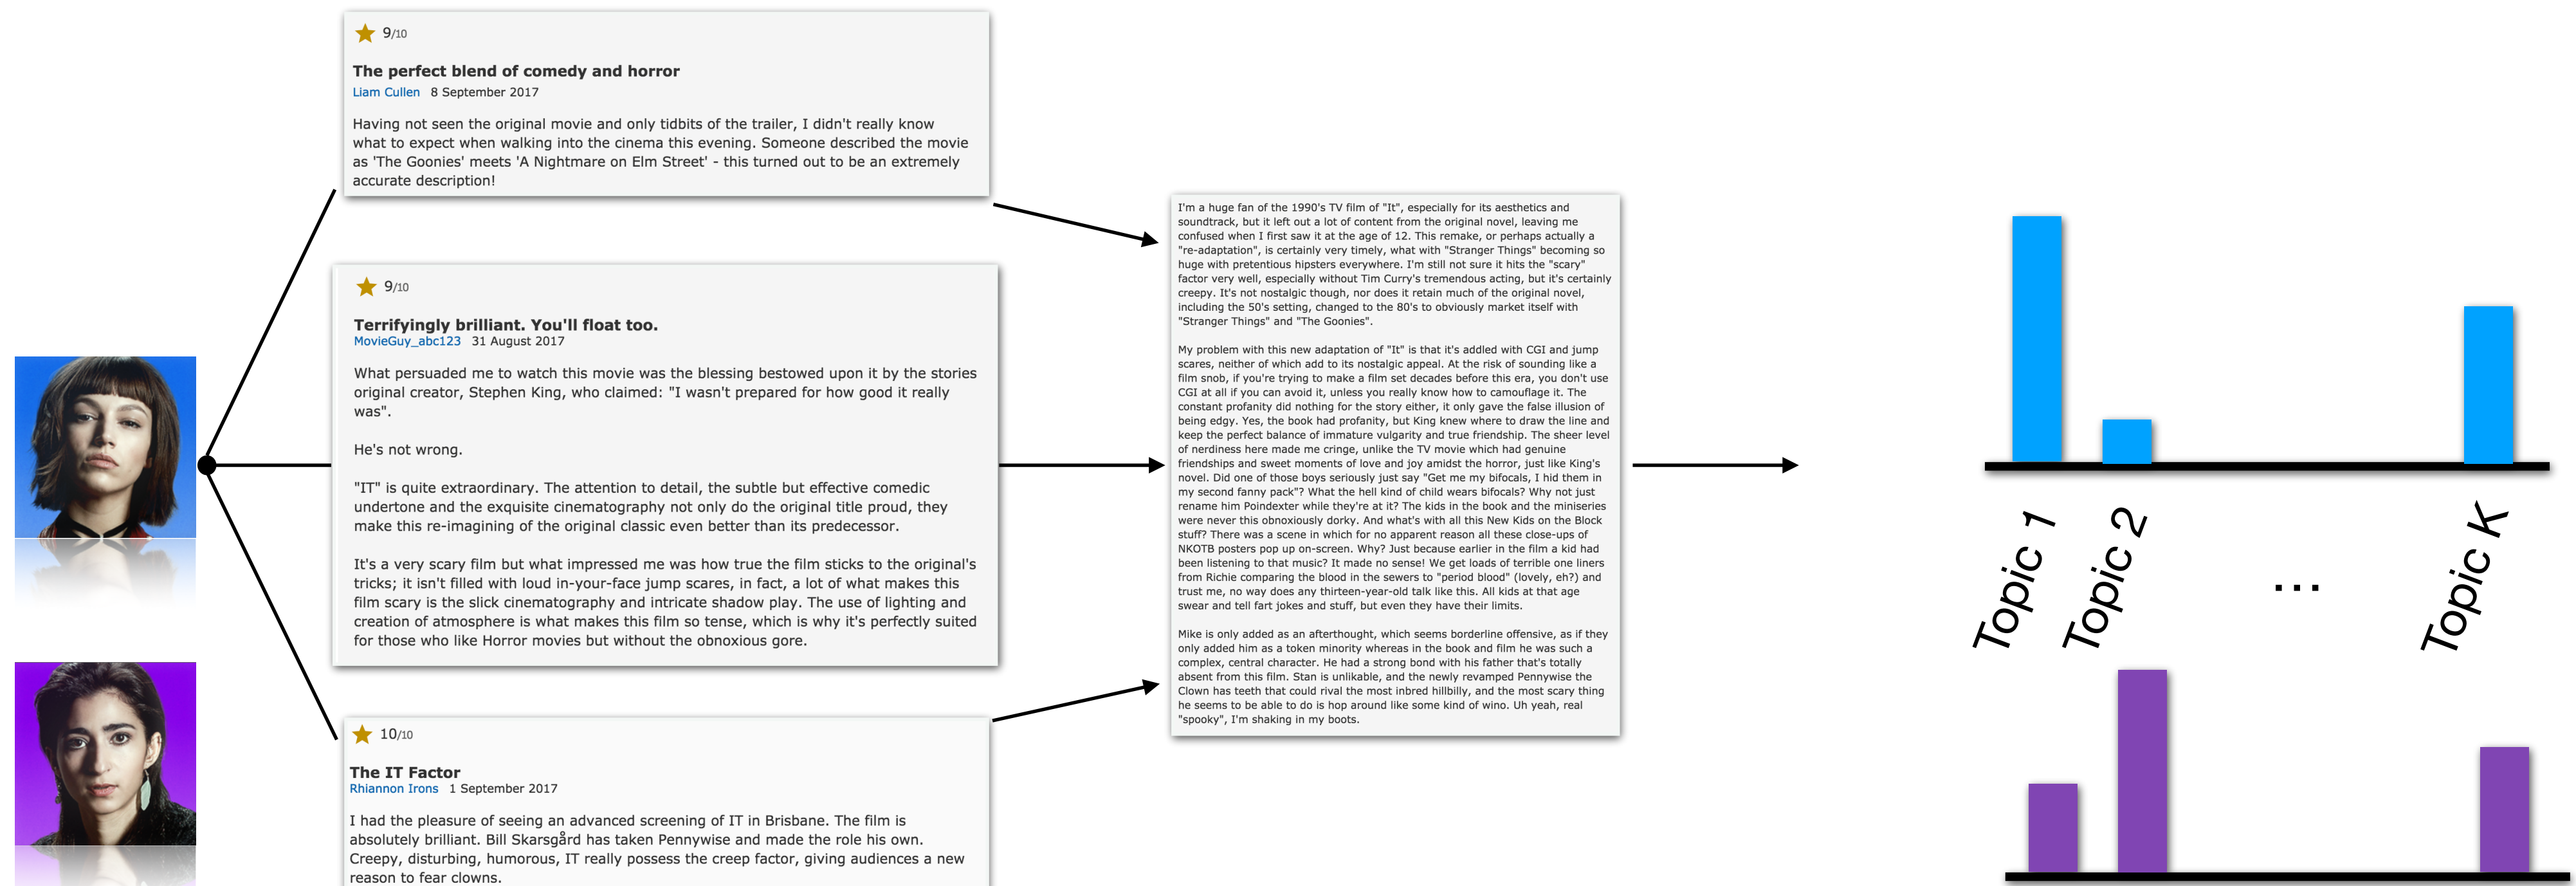 9/10
The perfect blend of comedy and horror
Liam Cullen 8 September 2017
Having not seen the original movie and only tidbits of the trailer, I didn't really know
what to expect when walking into the cinema this evening. Someone described the movie
as 'The Goonies' meets 'A Nightmare on Elm Street' - this turned out to be an extremely
accurate description!
9/10
Terrifyingly brilliant. You'll float too.
MovieGuy_abc123 31 August 2017
What persuaded me to watch this movie was the blessing bestowed upon it by the stories
original creator, Stephen King, who claimed: "I wasn't prepared for how good it really
was".
He's not wrong.
"IT" is quite extraordinary. The attention to detail, the subtle but effective comedic
undertone and the exquisite cinematography not only do the original title proud, they
make this re-imagining of the original classic even better than its predecessor.
It's a very scary film but what impressed me was how true the film sticks to the original's
tricks; it isn't filled with loud in-your-face jump scares, in fact, a lot of what makes this
film scary is the slick cinematography and intricate shadow play. The use of lighting and
creation of atmosphere is what makes this film so tense, which is why it's perfectly suited
for those who like Horror movies but without the obnoxious gore.
10/10
The IT Factor
Rhiannon Irons 1 September 2017
I had the pleasure of seeing an advanced screening of IT in Brisbane. The film is
absolutely brilliant. Bill Skarsgård has taken Pennywise and made the role his own.
Creepy, disturbing, humorous, IT really possess the creep factor, giving audiences a new
reason to fear clowns.
I'm a huge fan of the 1990's TV film of "It", especially for its aesthetics and
soundtrack, but it left out a lot of content from the original novel, leaving me
confused when I first saw it at the age of 12. This remake, or perhaps actually a
"re-adaptation", is certainly very timely, what with "Stranger Things" becoming so
huge with pretentious hipsters everywhere. I'm still not sure it hits the "scary"
factor very well, especially without Tim Curry's tremendous acting, but it's certainly
creepy. It's not nostalgic though, nor does it retain much of the original novel,
including the 50's setting, changed to the 80's to obviously market itself with
"Stranger Things" and "The Goonies".
My problem with this new adaptation of "It" is that it's addled with CGI and jump
scares, neither of which add to its nostalgic appeal. At the risk of sounding like a
film snob, if you're trying to make a film set decades before this era, you don't use
CGI at all if you can avoid it, unless you really know how to camouflage it. The
constant profanity did nothing for the story either, it only gave the false illusion of
being edgy. Yes, the book had profanity, but King knew where to draw the line and
keep the perfect balance of immature vulgarity and true friendship. The sheer level
of nerdiness here made me cringe, unlike the TV movie which had genuine
friendships and sweet moments of love and joy amidst the horror, just like King's
novel. Did one of those boys seriously just say "Get me my bifocals, I hid them in
my second fanny pack"? What the hell kind of child wears bifocals? Why not just
rename him Poindexter while they're at it? The kids in the book and the miniseries
were never this obnoxiously dorky. And what's with all this New Kids on the Block
stuff? There was a scene in which for no apparent reason all these close-ups of
NKOTB posters pop up on-screen. Why? Just because earlier in the film a kid had
been listening to that music? It made no sense! We get loads of terrible one liners
from Richie comparing the blood in the sewers to "period blood" (lovely, eh?) and
trust me, no way does any thirteen-year-old talk like this. All kids at that age
swear and tell fart jokes and stuff, but even they have their limits.
Mike is only added as an afterthought, which seems borderline offensive, as if they
only added him as a token minority whereas in the book and film he was such a
complex, central character. He had a strong bond with his father that's totally
absent from this film. Stan is unlikable, and the newly revamped Pennywise the
Clown has teeth that could rival the most inbred hillbilly, and the most scary thing
he seems to be able to do is hop around like some kind of wino. Uh yeah, real
"spooky", I'm shaking in my boots.
Topic 1
Topic 2
...
Topic K